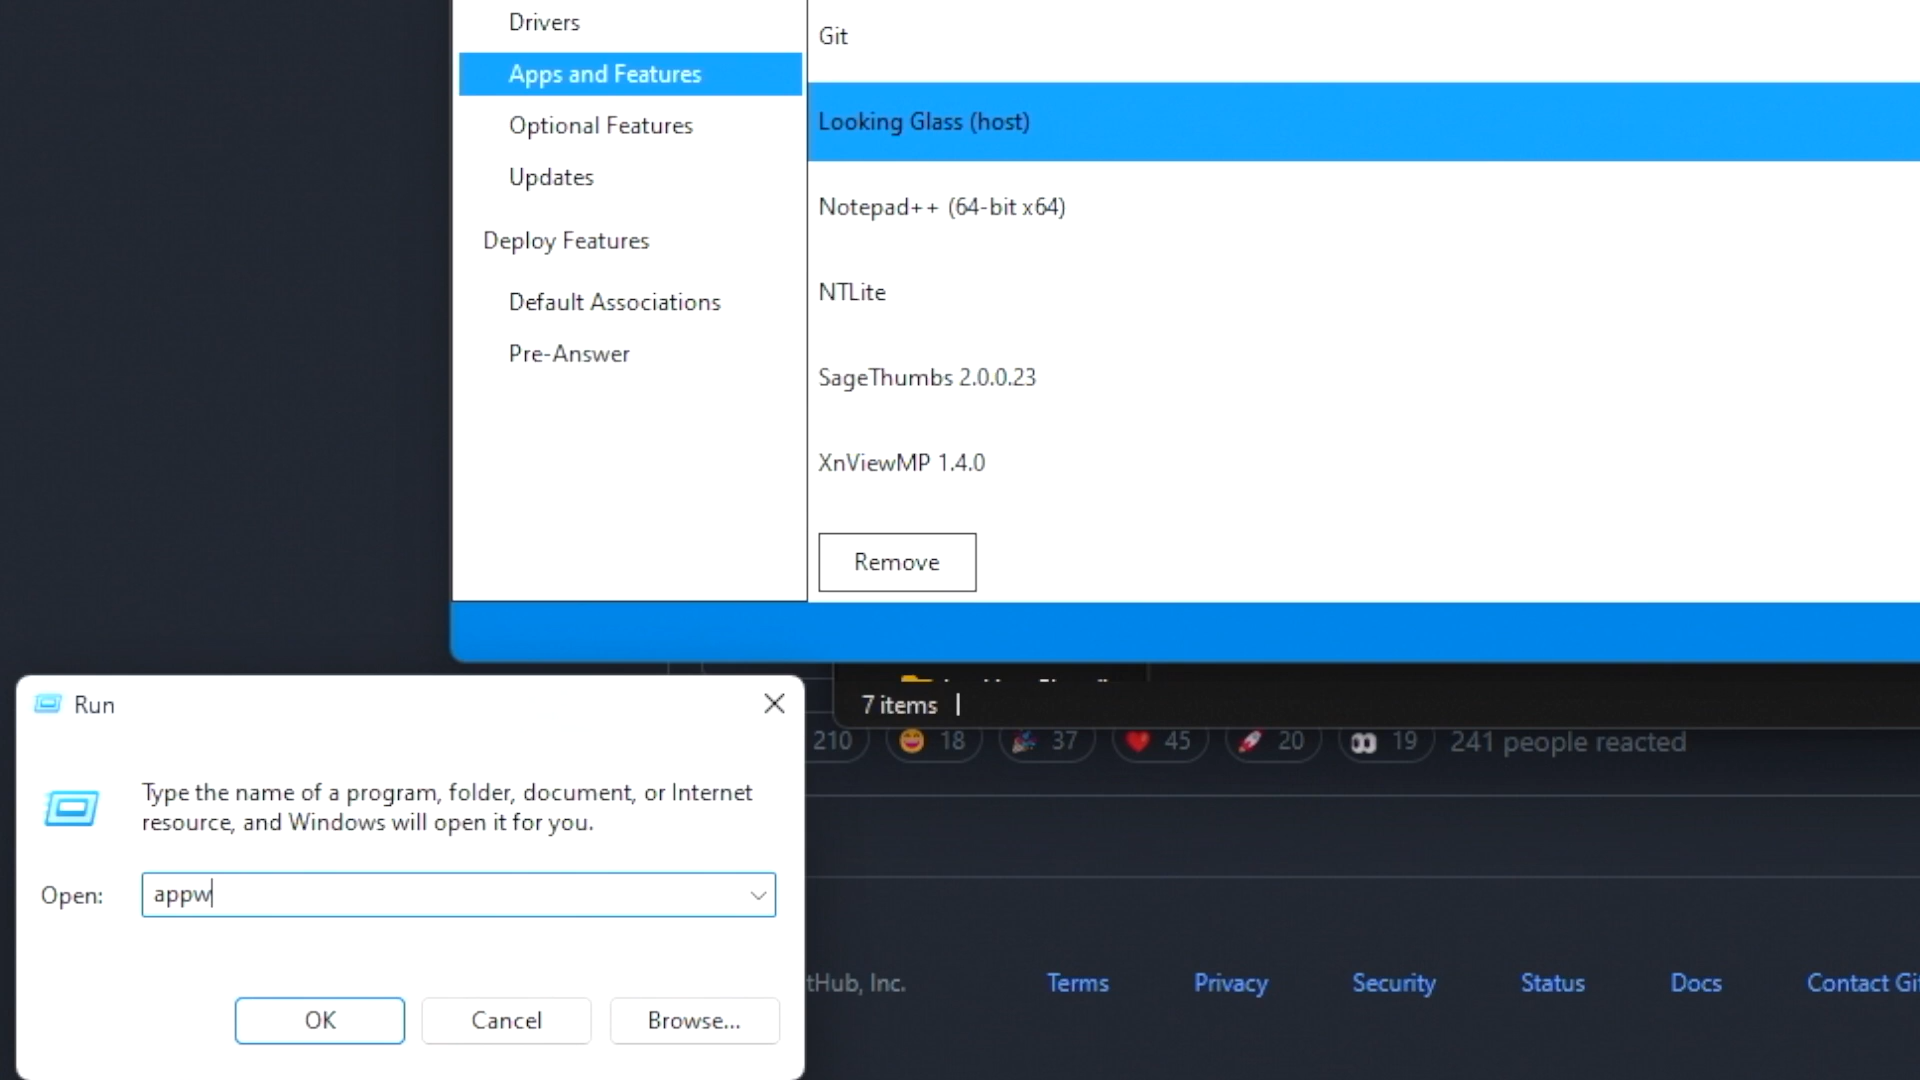 Drivers
Apps and Features
Optional Features
Updates
Deploy Features
Default Associations
Pre-Answer
Git
Looking Glass (host)
Notepad++ (64-bit x64)
NTLite
SageThumbs 2.0.0.23
XnViewMP 1.4.0
Remove
7 items
210 18 37 45 20 19 241 people reacted
Run
Type the name of a program, folder, document, or Internet
resource, and Windows will open it for you.
Open: appw
OK Cancel Browse...
tHub, Inc. Terms Privacy Security Status Docs Contact Git